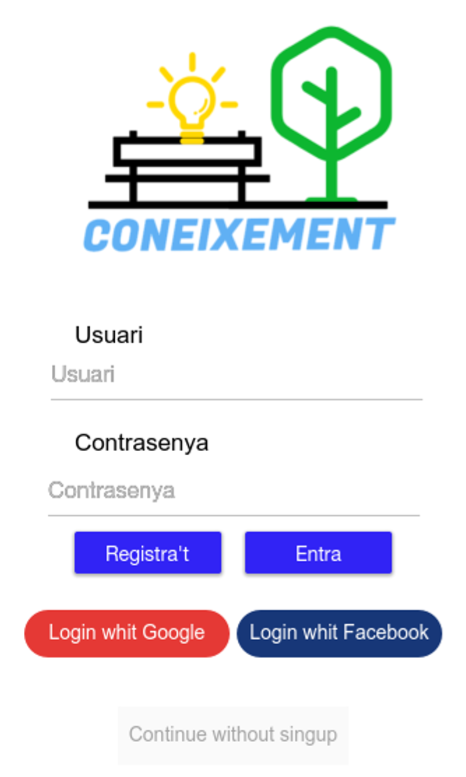 CONEIXEMENT
Usuari
Usuari
Contrasenya
Contrasenya
Registra't Entra
Login whit Google Login whit Facebook
Continue without singup